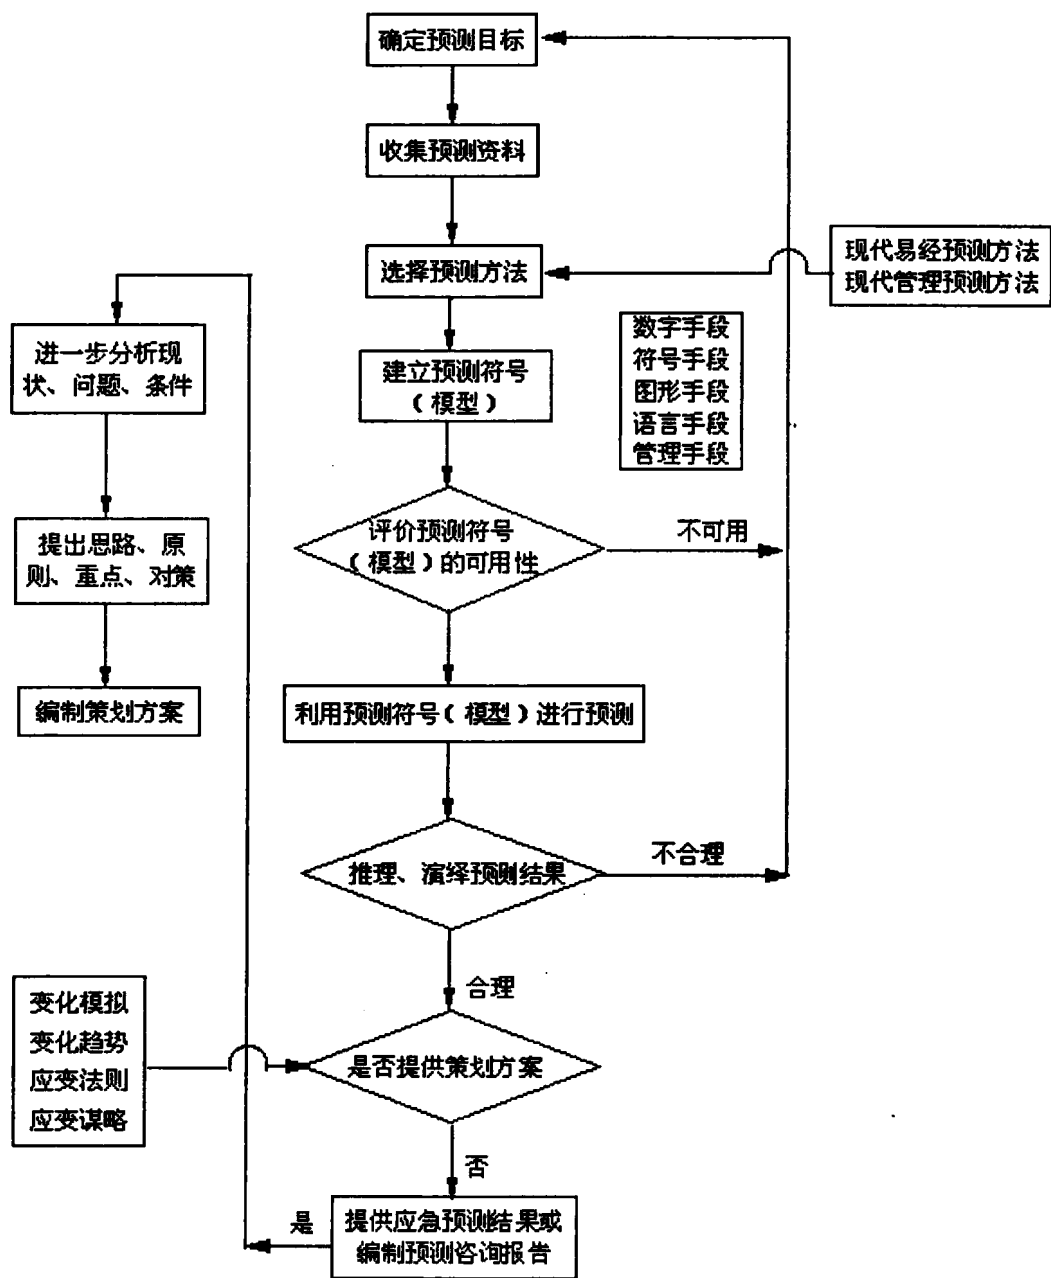 确定预测目标
收集预测资料
选择预测方法
现代易经预测方法
现代管理预测方法
数字手段
符号手段
图形手段
语言手段
管理手段
建立预测符号
（模型）
进一步分析现
状、问题、条件
评价预测符号
（模型）的可用性
不可用
提出思路、原
则、重点、对策
利用预测符号（模型）进行预测
编制策划方案
推理、演绎预测结果
不合理
合理
变化模拟
变化趋势
应变法则
应变谋略
是否提供策划方案
否
是
提供应急预测结果或
编制预测咨询报告